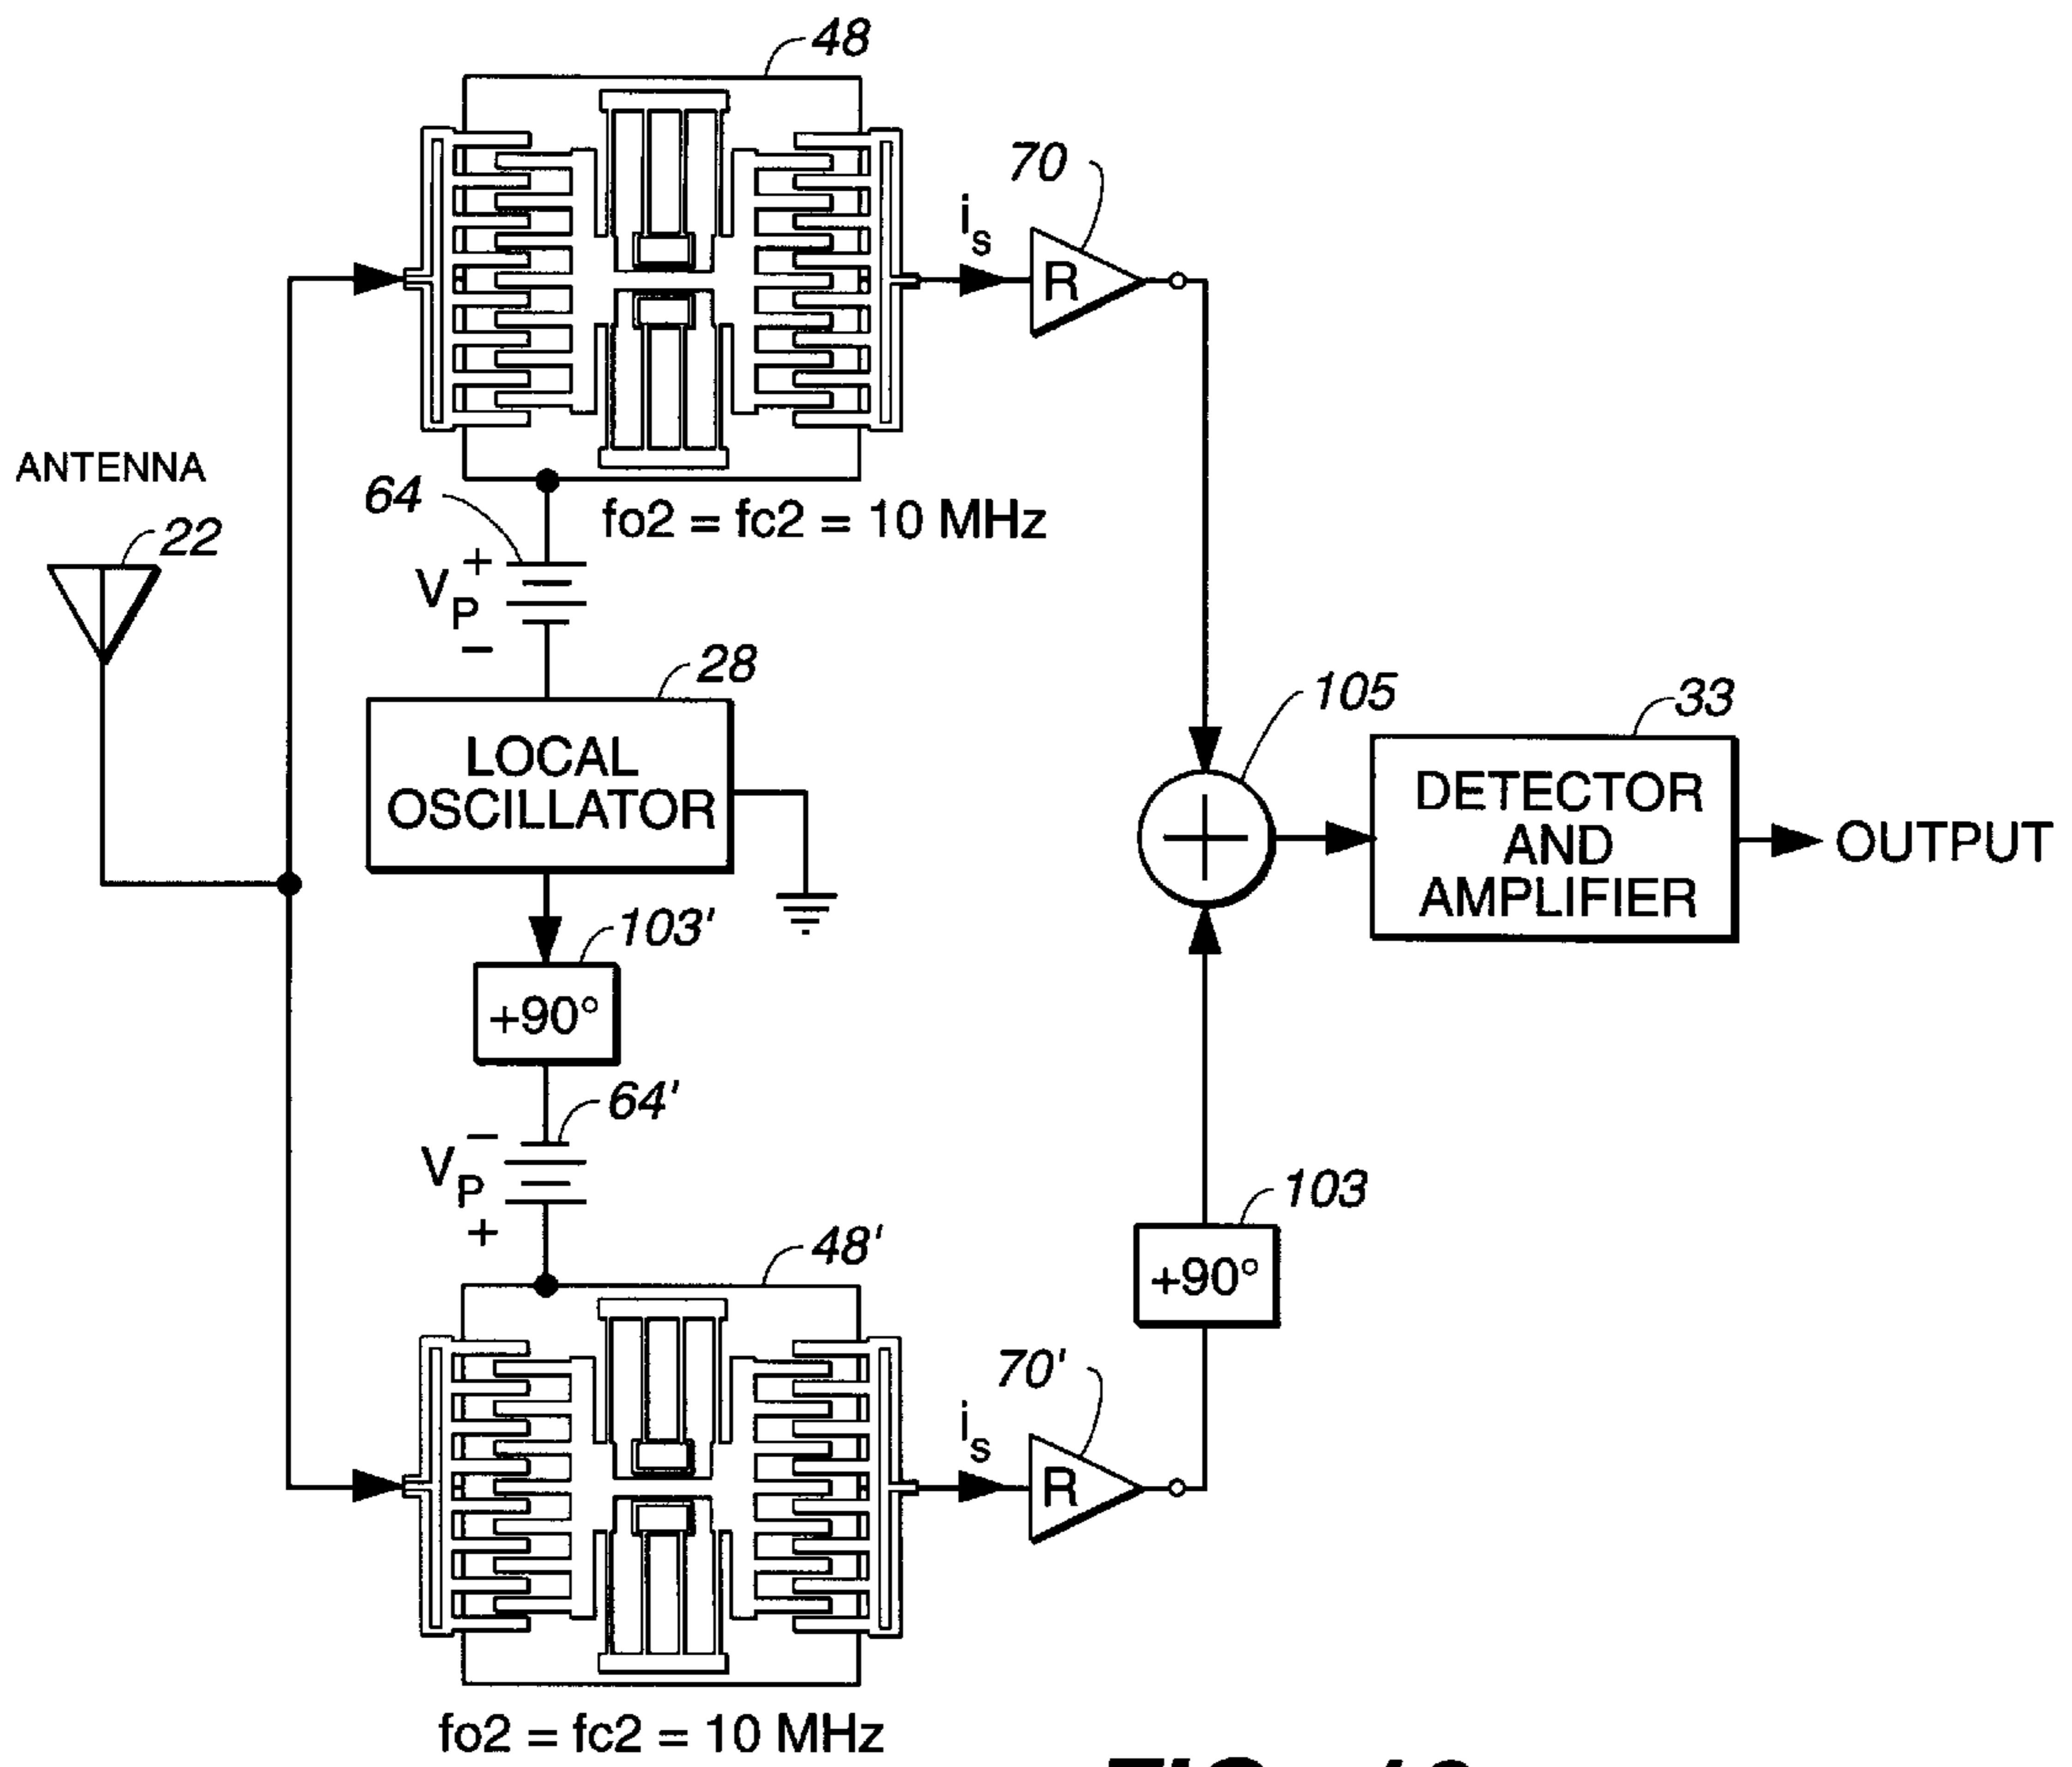 48
70
i
s
R
ANTENNA
64
fo2 = fc2 = 10 MHz
22
+
V
P
−
28
LOCAL
OSCILLATOR
105
33
DETECTOR
AND
AMPLIFIER
OUTPUT
103'
+90°
64'
−
V
P
+
103
+90°
48'
70'
i
s
R
fo2 = fc2 = 10 MHz